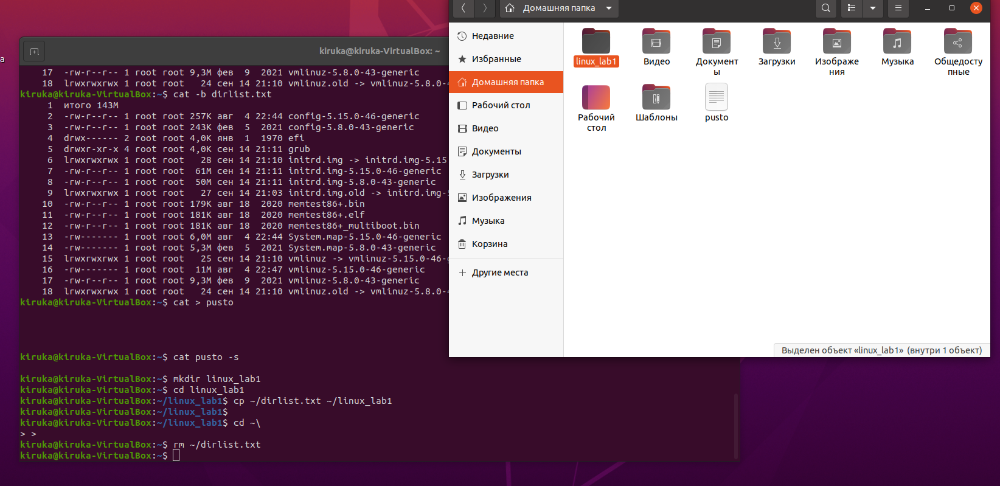 а
kiruka@kiruka-VirtualBox: ~
17 -rw-r--r-- 1 root root 9,3M фев 9 2021 vmlinuz-5.8.0-43-generic
18 lrwxrwxrwx 1 root root 24 сен 14 21:10 vmlinuz.old -> vmlinuz-5.8.0-4
kiruka@kiruka-VirtualBox:~$ cat -b dirlist.txt
1 итого 143M
2 -rw-r--r-- 1 root root 257K авг 4 22:44 config-5.15.0-46-generic
3 -rw-r--r-- 1 root root 243K фев 5 2021 config-5.8.0-43-generic
4 drwx------ 2 root root 4,0K янв 1 1970 efi
5 drwxr-xr-x 4 root root 4,0K сен 14 21:11 grub
6 lrwxrwxrwx 1 root root 28 сен 14 21:10 initrd.img -> initrd.img-5.15
7 -rw-r--r-- 1 root root 61M сен 14 21:11 initrd.img-5.15.0-46-generic
8 -rw-r--r-- 1 root root 50M сен 14 21:11 initrd.img-5.8.0-43-generic
9 lrwxrwxrwx 1 root root 27 сен 14 21:03 initrd.img.old -> initrd.img-5
10 -rw-r--r-- 1 root root 179K авг 18 2020 memtest86+.bin
11 -rw-r--r-- 1 root root 181K авг 18 2020 memtest86+.elf
12 -rw-r--r-- 1 root root 181K авг 18 2020 memtest86+_multiboot.bin
13 -rw------- 1 root root 6,0M авг 4 22:44 System.map-5.15.0-46-generic
14 -rw------- 1 root root 5,3M фев 5 2021 System.map-5.8.0-43-generic
15 lrwxrwxrwx 1 root root 25 сен 14 21:10 vmlinuz -> vmlinuz-5.15.0-46-g
16 -rw------- 1 root root 11M авг 4 22:47 vmlinuz-5.15.0-46-generic
17 -rw-r--r-- 1 root root 9,3M фев 9 2021 vmlinuz-5.8.0-43-generic
18 lrwxrwxrwx 1 root root 24 сен 14 21:10 vmlinuz.old -> vmlinuz-5.8.0-4
kiruka@kiruka-VirtualBox:~$ cat > pusto
kiruka@kiruka-VirtualBox:~$ cat pusto -s
kiruka@kiruka-VirtualBox:~$ mkdir linux_lab1
kiruka@kiruka-VirtualBox:~$ cd linux_lab1
kiruka@kiruka-VirtualBox:~/linux_lab1$ cp ~/dirlist.txt ~/linux_lab1
kiruka@kiruka-VirtualBox:~/linux_lab1$
kiruka@kiruka-VirtualBox:~/linux_lab1$ cd ~\
> >
kiruka@kiruka-VirtualBox:~$ rm ~/dirlist.txt
kiruka@kiruka-VirtualBox:~$
Домашняя папка
Недавние
Избранные
Домашняя папка
Рабочий стол
Видео
Документы
Загрузки
Изображения
Музыка
Корзина
Другие места
linux_lab1
Видео
Документ
ы
Загрузки
Изображе
ния
Музыка
Общедосту
пные
Рабочий
стол
Шаблоны
pusto
Выделен объект «linux_lab1» (внутри 1 объект)